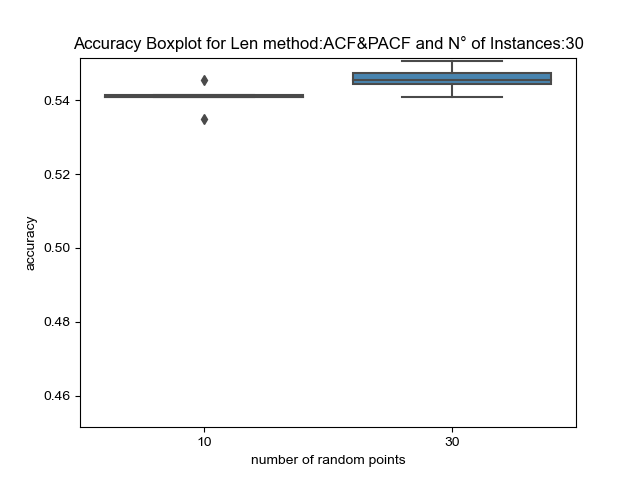 Accuracy Boxplot for Len method:ACF&PACF and N° of Instances:30
0.54
0.52
0.50
0.48
0.46
accuracy
10 30
number of random points